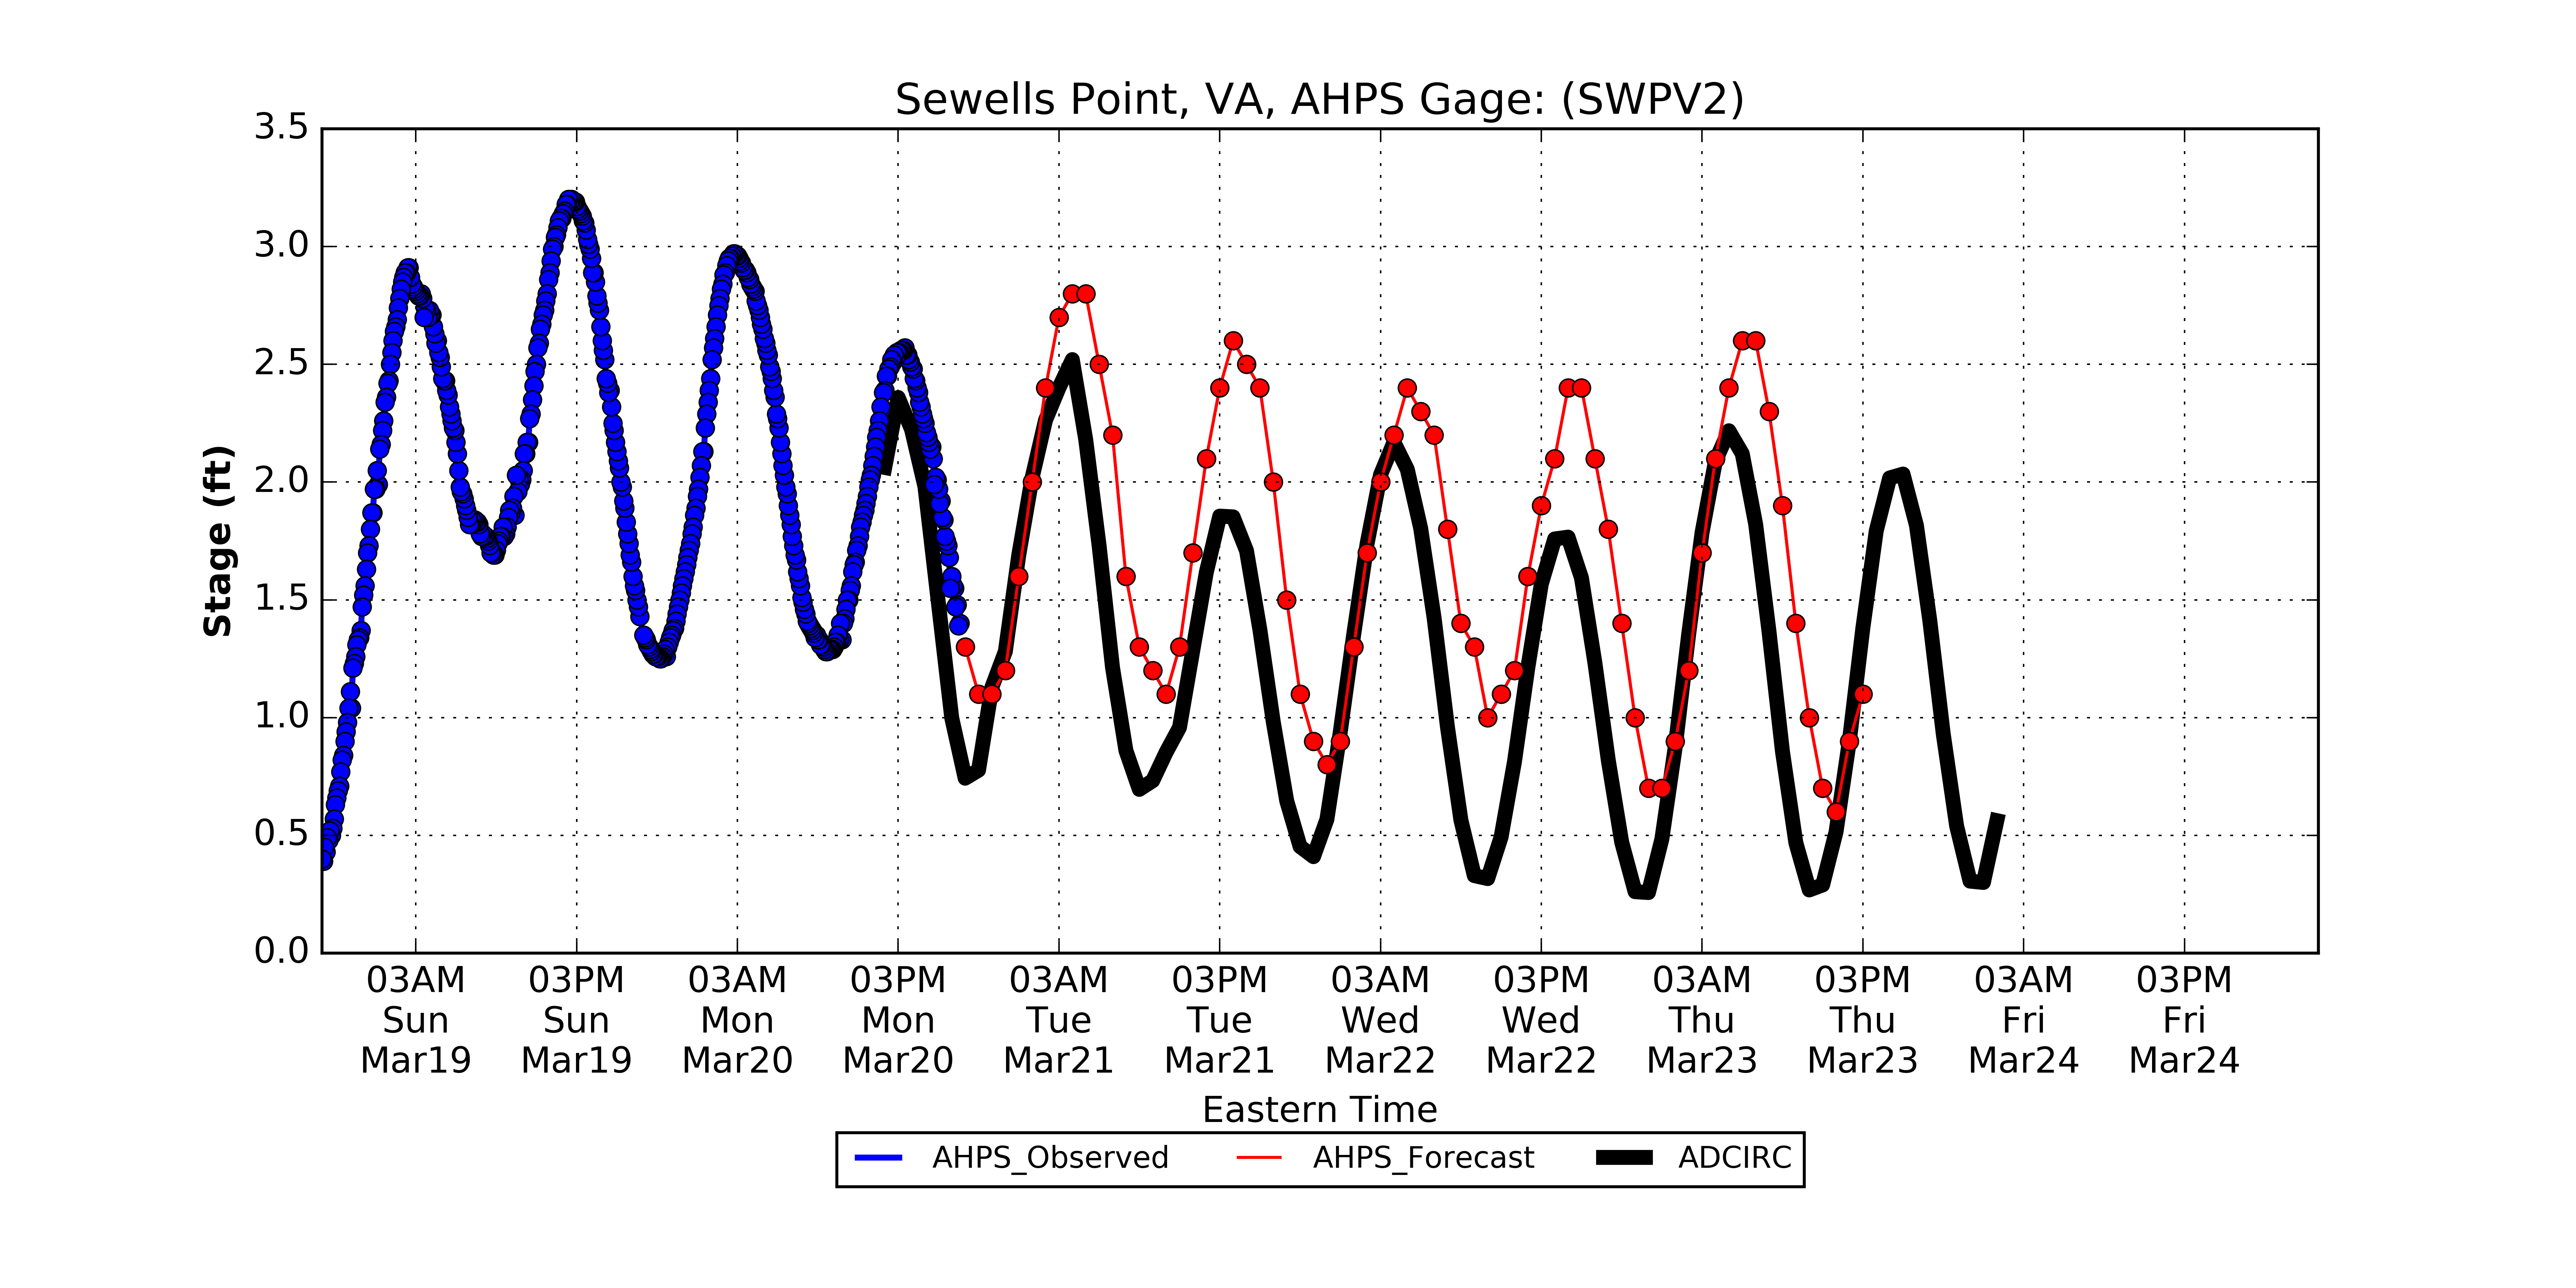 Sewells Point, VA, AHPS Gage: (SWPV2)
3.5
3.0
2.5
2.0
1.5
1.0
0.5
0.0
Stage (ft)
03AM 03PM 03AM 03PM 03AM 03PM 03AM 03PM 03AM 03PM 03AM 03PM
Sun Sun Mon Mon Tue Tue Wed Wed Thu Thu Fri Fri
Mar19 Mar19 Mar20 Mar20 Mar21 Mar21 Mar22 Mar22 Mar23 Mar23 Mar24 Mar24
Eastern Time
AHPS_Observed AHPS_Forecast ADCIRC